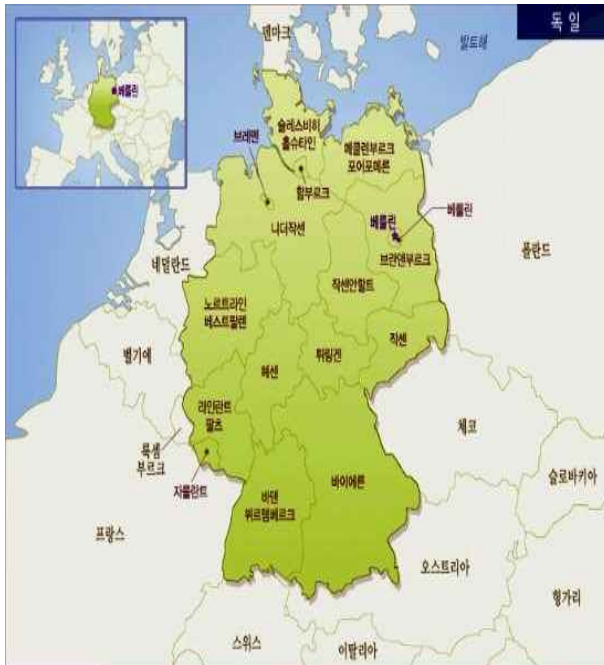 독일
덴마크
발트해
베를린
슐레스비히
홀슈타인
브레멘
메클렌부르크
포어포메른
함부르크
니더작센
베를린
베를린
브란덴부르크
폴란드
네덜란드
작센안할트
노르트라인
베스트팔렌
작센
벨기에
헤센
튀링겐
라인란트
팔츠
체코
룩셈
부르크
자를란트
슬로바키아
바이에른
바덴
뷔르템베르크
프랑스
오스트리아
헝가리
스위스
이탈리아